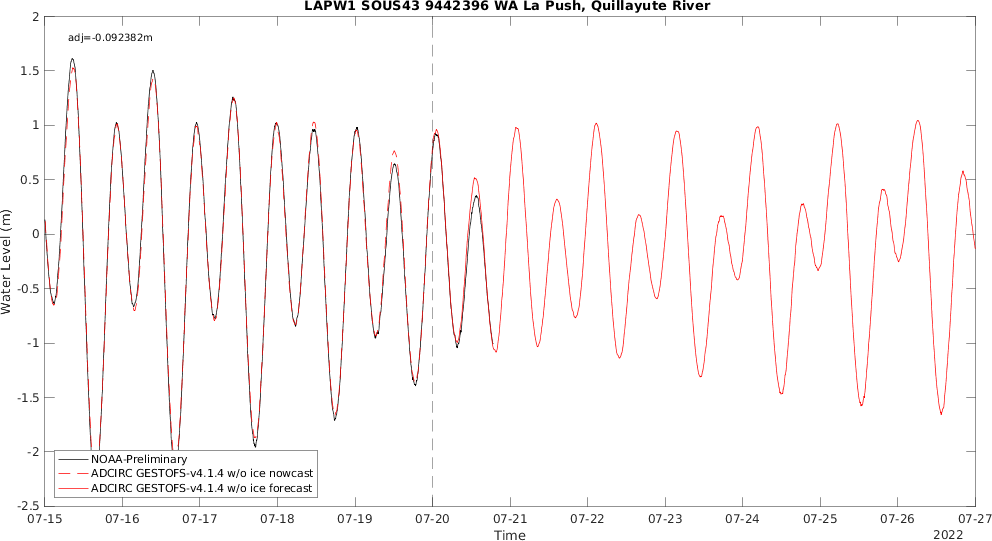 LAPW1 SOUS43 9442396 WA La Push, Quillayute River
adj=-0.092382m
2
1.5
1
0.5
0
-0.5
-1
-1.5
-2
-2.5
Water Level (m)
NOAA-Preliminary
ADCIRC GESTOFS-v4.1.4 w/o ice nowcast
ADCIRC GESTOFS-v4.1.4 w/o ice forecast
07-15 07-16 07-17 07-18 07-19 07-20 07-21 07-22 07-23 07-24 07-25 07-26 07-27
Time
2022